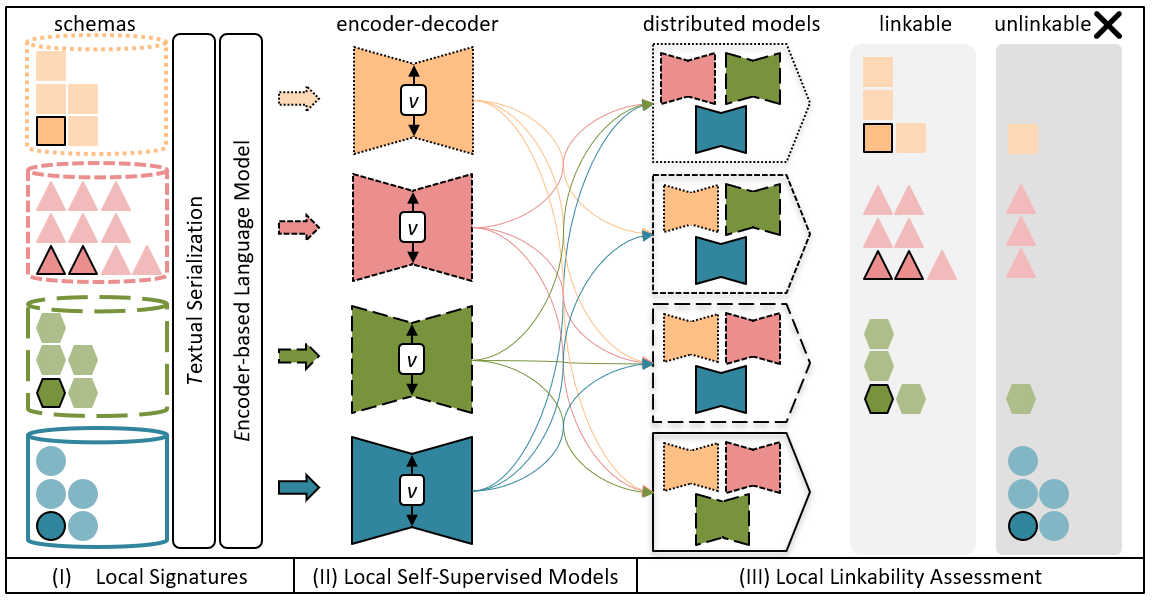 schemas
encoder-decoder
distributed models
linkable
unlinkable
Textual Serialization
Encoder-based Language Model
v
v
v
v
(I) Local Signatures
(II) Local Self-Supervised Models
(III) Local Linkability Assessment